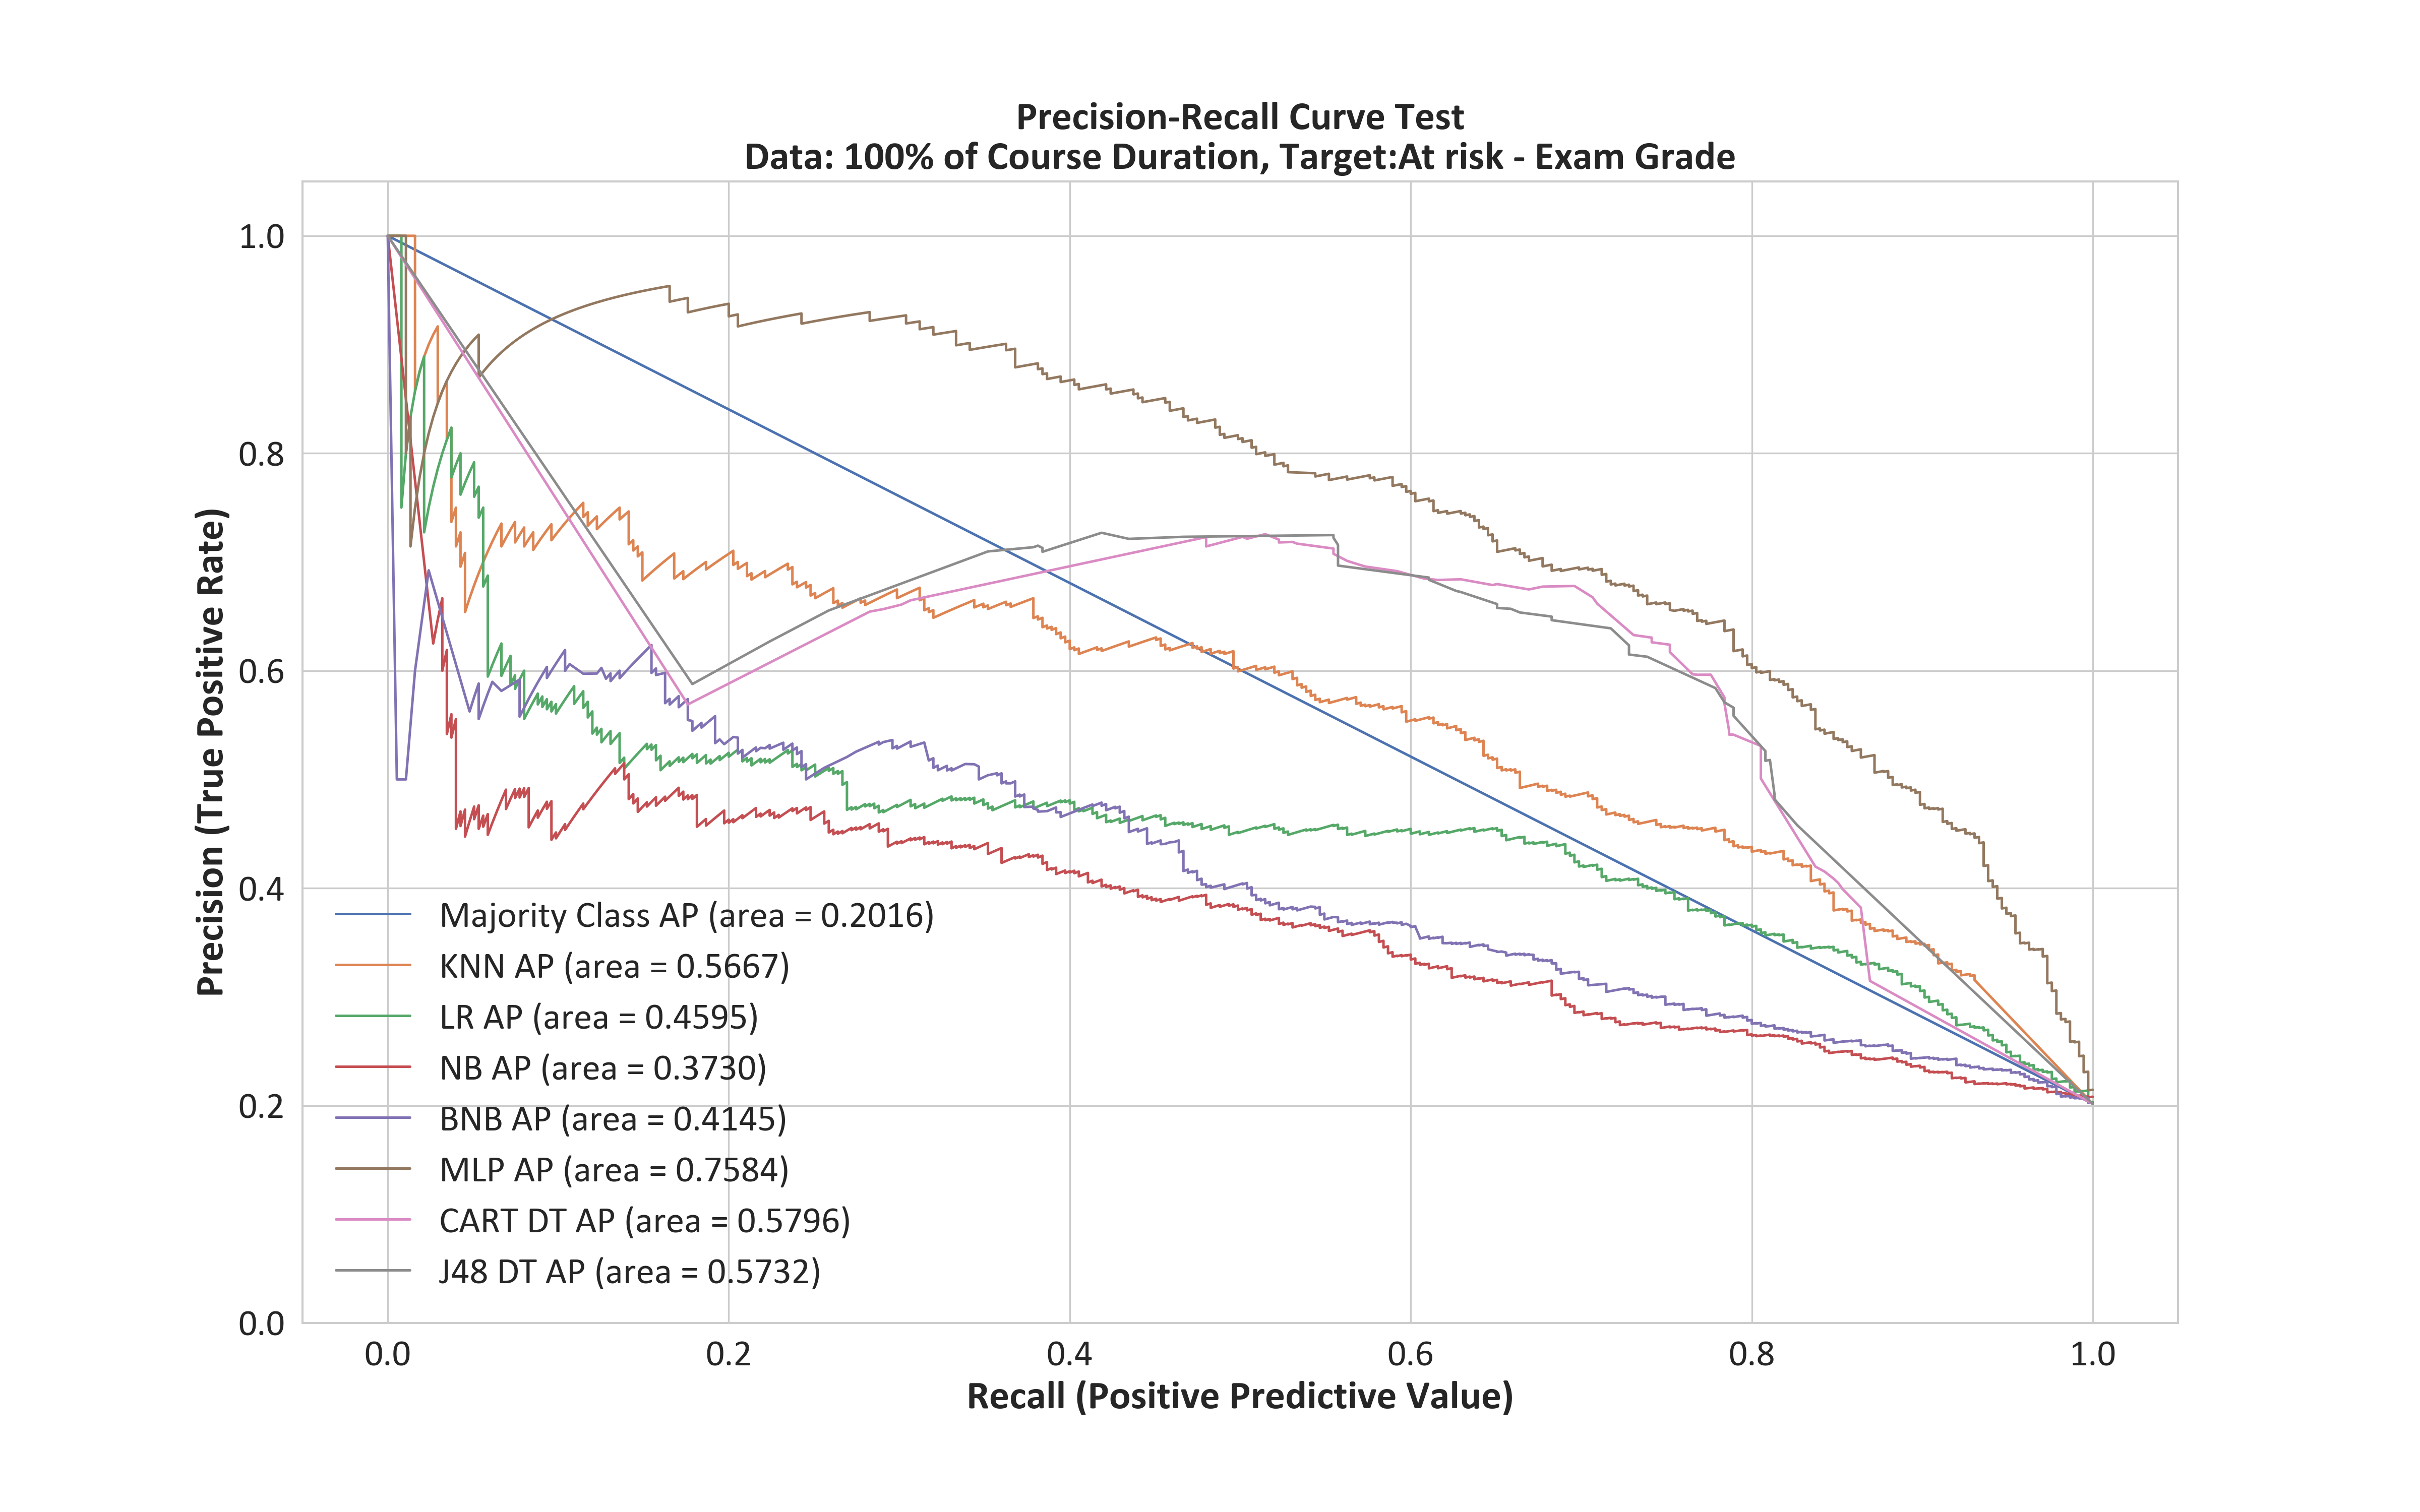 Precision-Recall Curve Test
Data: 100% of Course Duration, Target:At risk - Exam Grade
Precision (True Positive Rate)
1.0
0.8
0.6
0.4
0.2
0.0
Majority Class AP (area = 0.2016)
KNN AP (area = 0.5667)
LR AP (area = 0.4595)
NB AP (area = 0.3730)
BNB AP (area = 0.4145)
MLP AP (area = 0.7584)
CART DT AP (area = 0.5796)
J48 DT AP (area = 0.5732)
0.0 0.2 0.4 0.6 0.8 1.0
Recall (Positive Predictive Value)